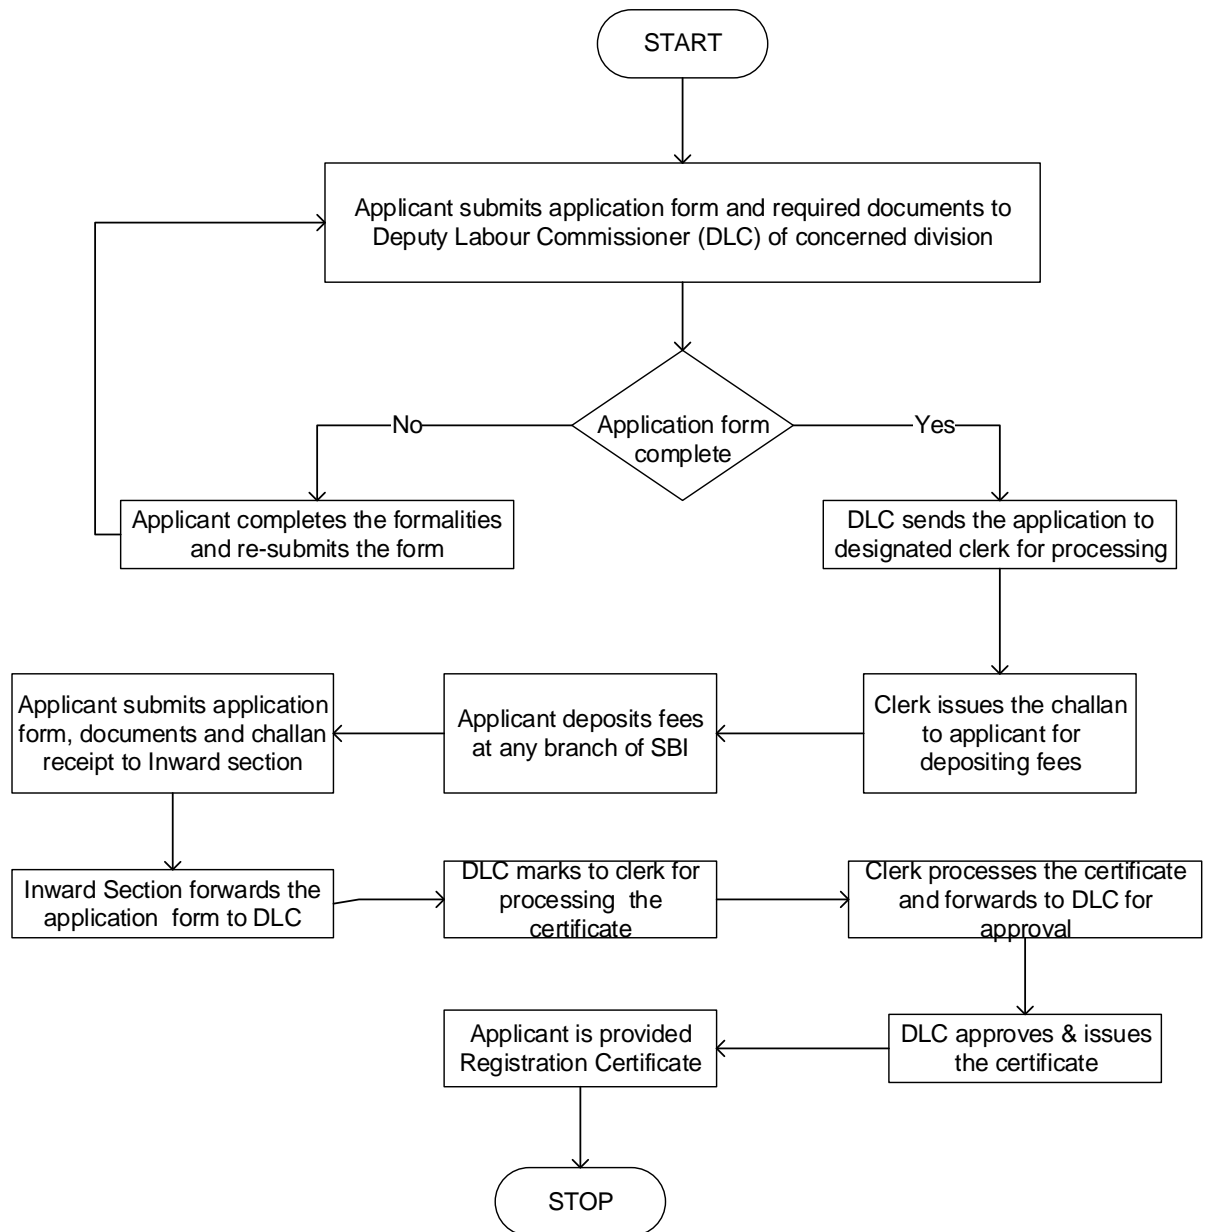 START
Applicant submits application form and required documents to
Deputy Labour Commissioner (DLC) of concerned division
Application form
complete
No
Yes
Applicant completes the formalities
and re-submits the form
DLC sends the application to
designated clerk for processing
Clerk issues the challan
to applicant for
depositing fees
Applicant deposits fees
at any branch of SBI
Applicant submits application
form, documents and challan
receipt to Inward section
Inward Section forwards the
application form to DLC
DLC marks to clerk for
processing the
certificate
Clerk processes the certificate
and forwards to DLC for
approval
DLC approves & issues
the certificate
Applicant is provided
Registration Certificate
STOP